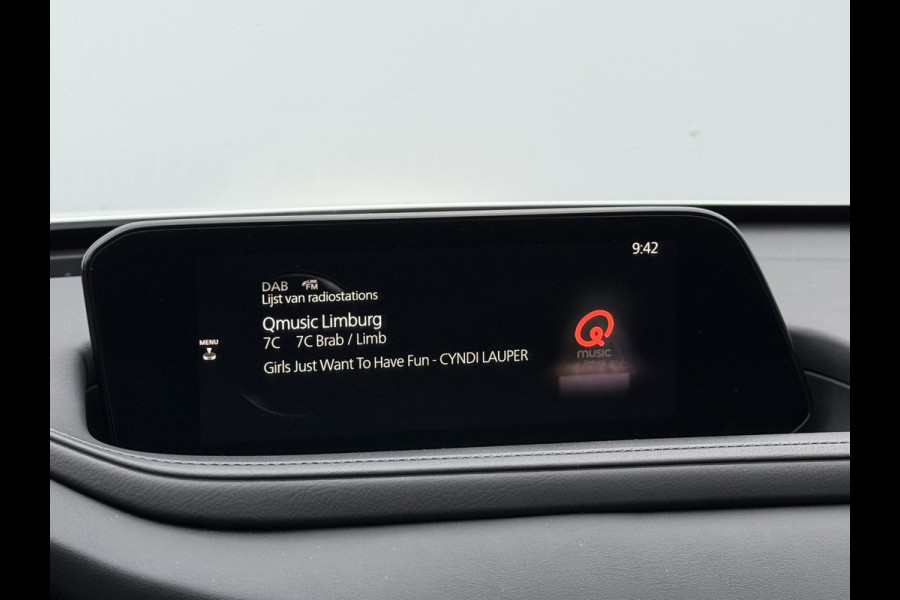 9:42
DAB LINK FM
Lijst van radiostations
Qmusic Limburg
7C 7C Brab / Limb
Girls Just Want To Have Fun - CYNDI LAUPER
MENU
Q
MUSIC